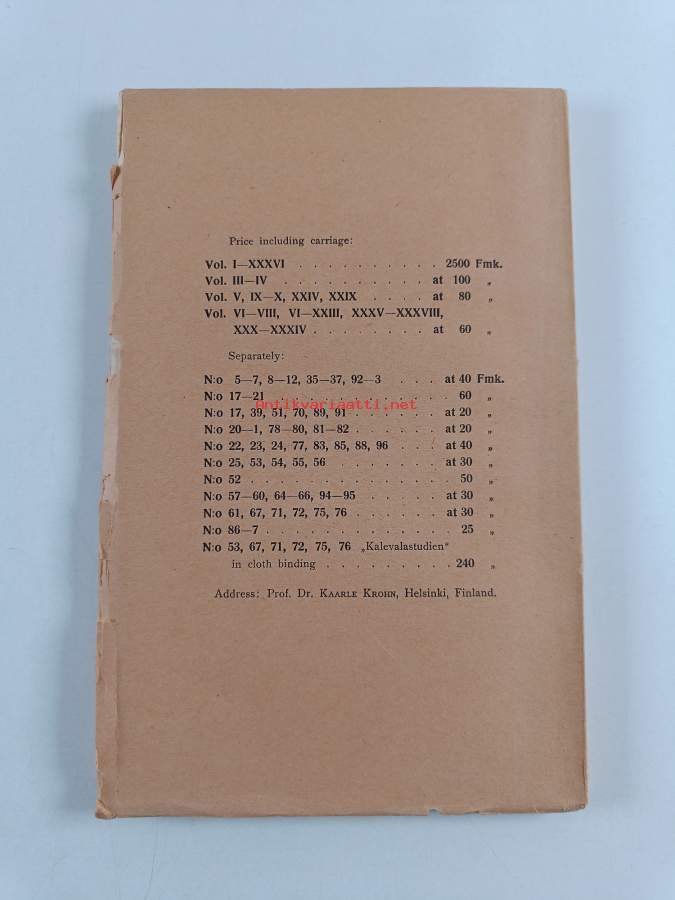 Price including carriage:
Vol. I—XXXVI . . . . . . . . . . 2500 Fmk.
Vol. III—IV . . . . . . . . . . at 100 „
Vol. V, IX—X, XXIV, XXIX . . . . at 80 „
Vol. VI—VIII, VI—XXIII, XXXV—XXXVIII,
XXX—XXXIV . . . . . . . . at 60 „
Separately:
N:o 5—7, 8—12, 35—37, 92—3 . . . at 40 Fmk.
N:o 17—21 . . . . . . . . . . . 60 „
Antikvariaatti.net
N:o 17, 39, 51, 70, 89, 91 . . . . . . at 20 „
N:o 20—1, 78—80, 81—82 . . . . . . at 20 „
N:o 22, 23, 24, 77, 83, 85, 88, 96 . . . at 40 „
N:o 25, 53, 54, 55, 56 . . . . . . . at 30 „
N:o 52 . . . . . . . . . . . . . 50 „
N:o 57—60, 64—66, 94—95 . . . . . at 30 „
N:o 61, 67, 71, 72, 75, 76 . . . . . . at 30 „
N:o 86—7 . . . . . . . . . . . . 25 „
N:o 53, 67, 71, 72, 75, 76 „Kalevalastudien“
in cloth binding . . . . . . . . 240 „
Address: Prof. Dr. KAARLE KROHN, Helsinki, Finland.